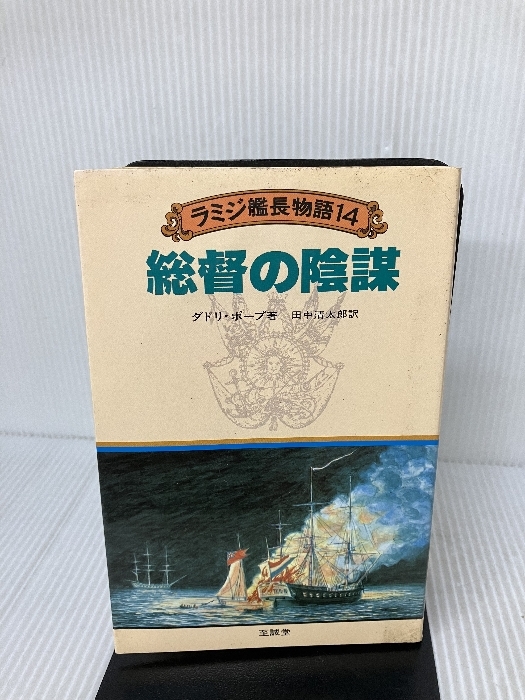 ラミジ艦長物語14
総督の陰謀
ダドリ・ポープ著 田中清太郎訳
至誠堂